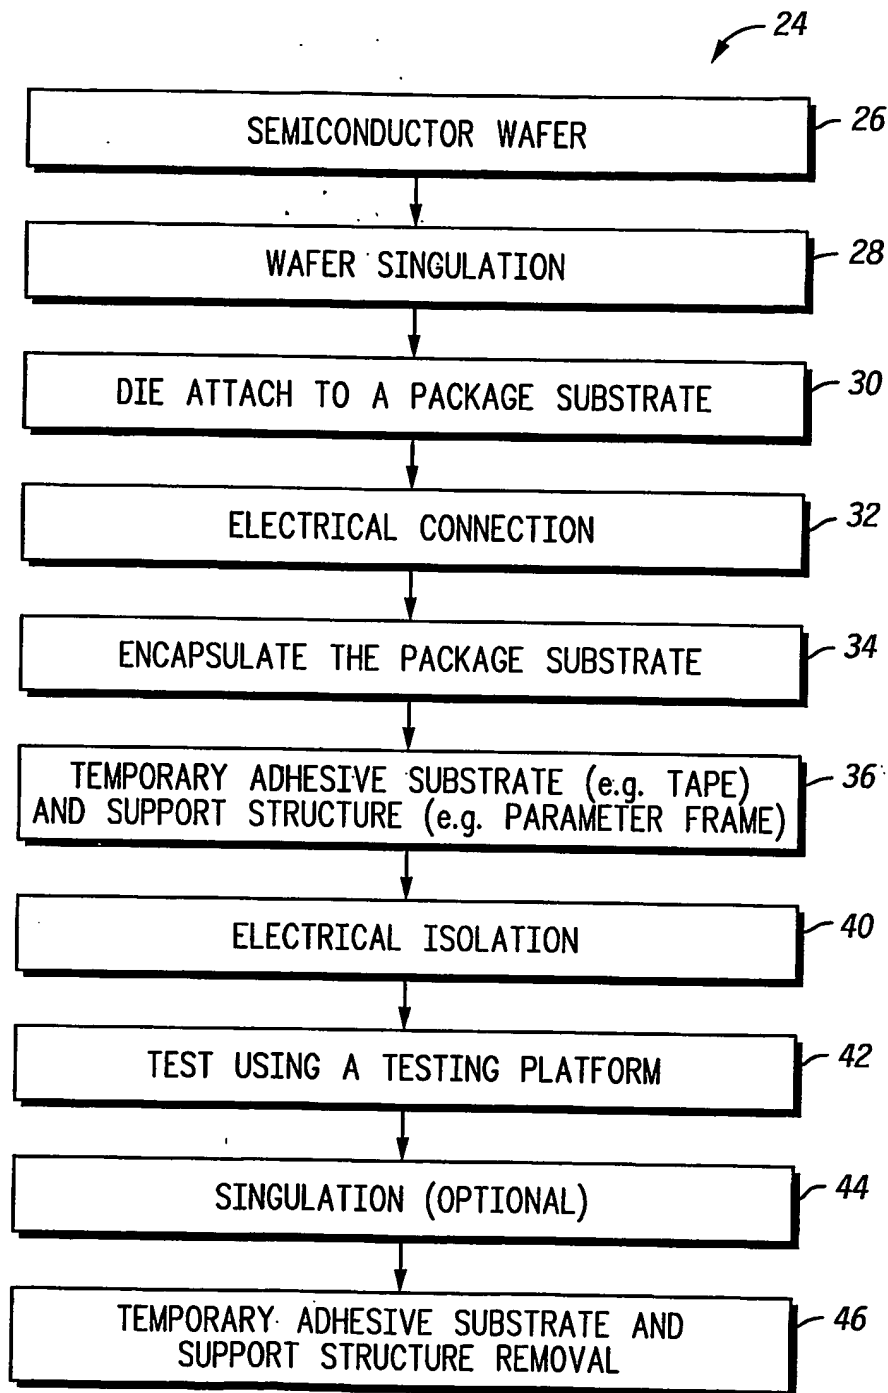 24
SEMICONDUCTOR WAFER
26
WAFER SINGULATION
28
DIE ATTACH TO A PACKAGE SUBSTRATE
30
ELECTRICAL CONNECTION
32
ENCAPSULATE THE PACKAGE SUBSTRATE
34
TEMPORARY ADHESIVE SUBSTRATE (e.g. TAPE)
AND SUPPORT STRUCTURE (e.g. PARAMETER FRAME)
36
ELECTRICAL ISOLATION
40
TEST USING A TESTING PLATFORM
42
SINGULATION (OPTIONAL)
44
TEMPORARY ADHESIVE SUBSTRATE AND
SUPPORT STRUCTURE REMOVAL
46